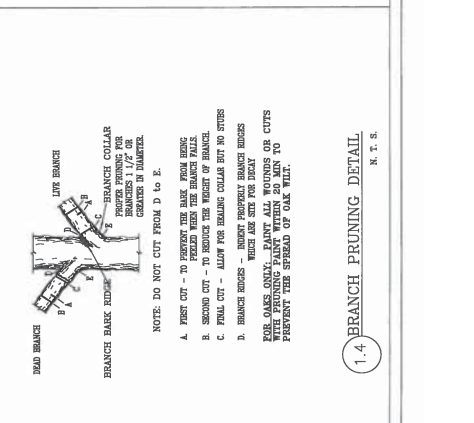 DEAD BRANCH
LIVE BRANCH
B
A
D
C
E
D
C
E
A
B
BRANCH BARK RIDGE
BRANCH COLLAR
PROPER PRUNING FOR
BRANCHES 1 1/2" OR
GREATER IN DIAMETER.
NOTE: DO NOT CUT FROM D to E.
A. FIRST CUT - TO PREVENT THE BARK FROM BEING
PEELED WHEN THE BRANCH FALLS.
B. SECOND CUT - TO REDUCE THE WEIGHT OF BRANCH.
C. FINAL CUT - ALLOW FOR HEALING COLLAR BUT NO STUBS
D. BRANCH RIDGES - INDENT PROPERLY BRANCH RIDGES
WHICH ARE SITE FOR DECAY
FOR OAKS ONLY: PAINT ALL WOUNDS OR CUTS
WITH PRUNING PAINT WITHIN 20 MIN TO
PREVENT THE SPREAD OF OAK WILT.
1.4 BRANCH PRUNING DETAIL
N. T. S.